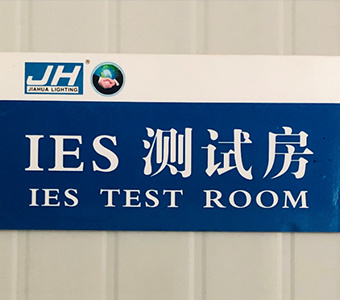 JH
JIAHUA LIGHTING
IES 测试房
IES TEST ROOM